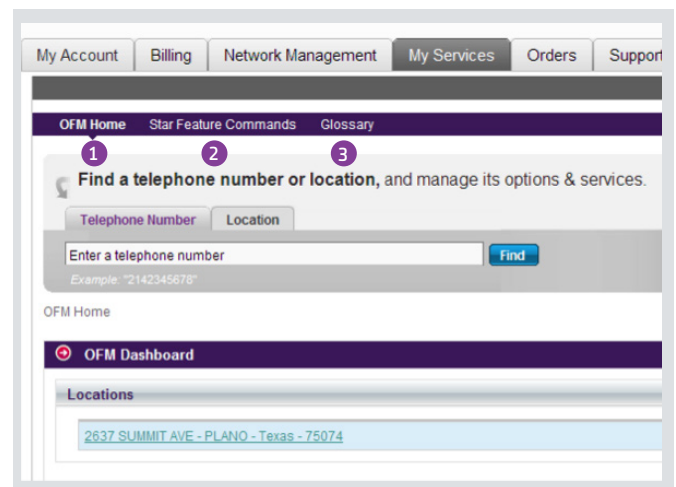 My Account Billing Network Management My Services Orders Support
OFM Home Star Feature Commands Glossary
1 2 3
Find a telephone number or location, and manage its options & services.
Telephone Number Location
Enter a telephone number Find
Example: "2142345678"
OFM Home
OFM Dashboard
Locations
2637 SUMMIT AVE - PLANO - Texas - 75074